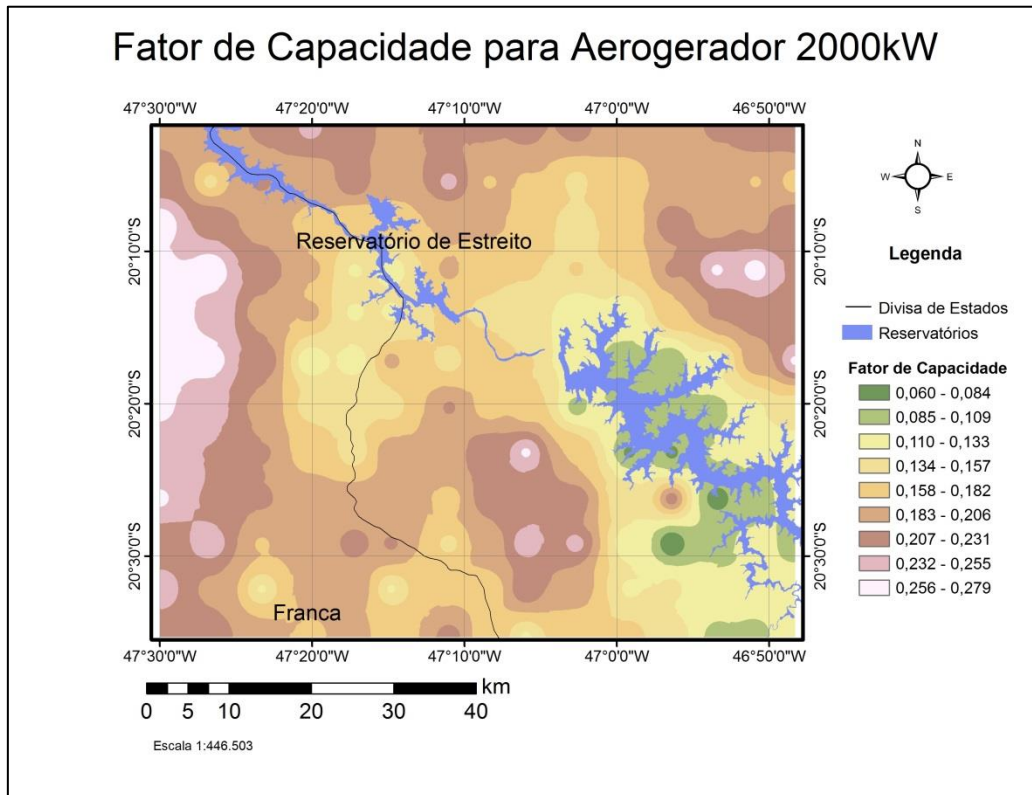 Fator de Capacidade para Aerogerador 2000kW
47°30'0"W 47°20'0"W 47°10'0"W 47°0'0"W 46°50'0"W
20°10'0"S
20°20'0"S
20°30'0"S
Reservatório de Estreito
Franca
20°10'0"S
20°20'0"S
20°30'0"S
47°30'0"W 47°20'0"W 47°10'0"W 47°0'0"W 46°50'0"W
N
W E
S
Legenda
Divisa de Estados
Reservatórios
Fator de Capacidade
0,060 - 0,084
0,085 - 0,109
0,110 - 0,133
0,134 - 0,157
0,158 - 0,182
0,183 - 0,206
0,207 - 0,231
0,232 - 0,255
0,256 - 0,279
km
0 5 10 20 30 40
Escala 1:446.503